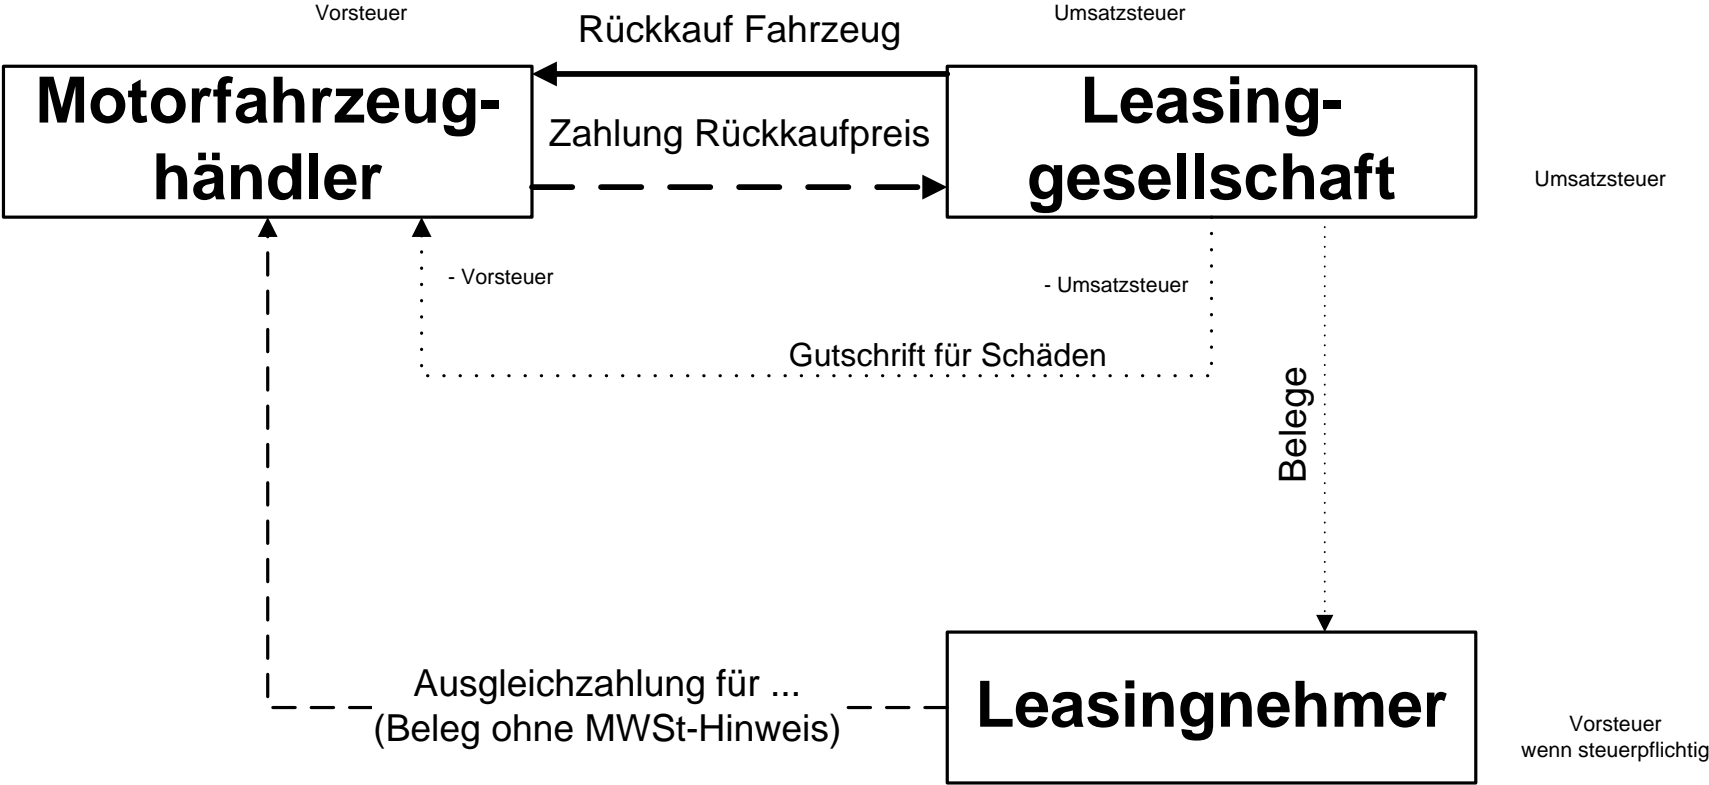 Vorsteuer
Umsatzsteuer
Rückkauf Fahrzeug
Motorfahrzeug-
händler
Leasing-
gesellschaft
Zahlung Rückkaufpreis
Umsatzsteuer
- Vorsteuer
- Umsatzsteuer
Gutschrift für Schäden
Belege
Ausgleichzahlung für ...
(Beleg ohne MWSt-Hinweis)
Leasingnehmer
Vorsteuer
wenn steuerpflichtig